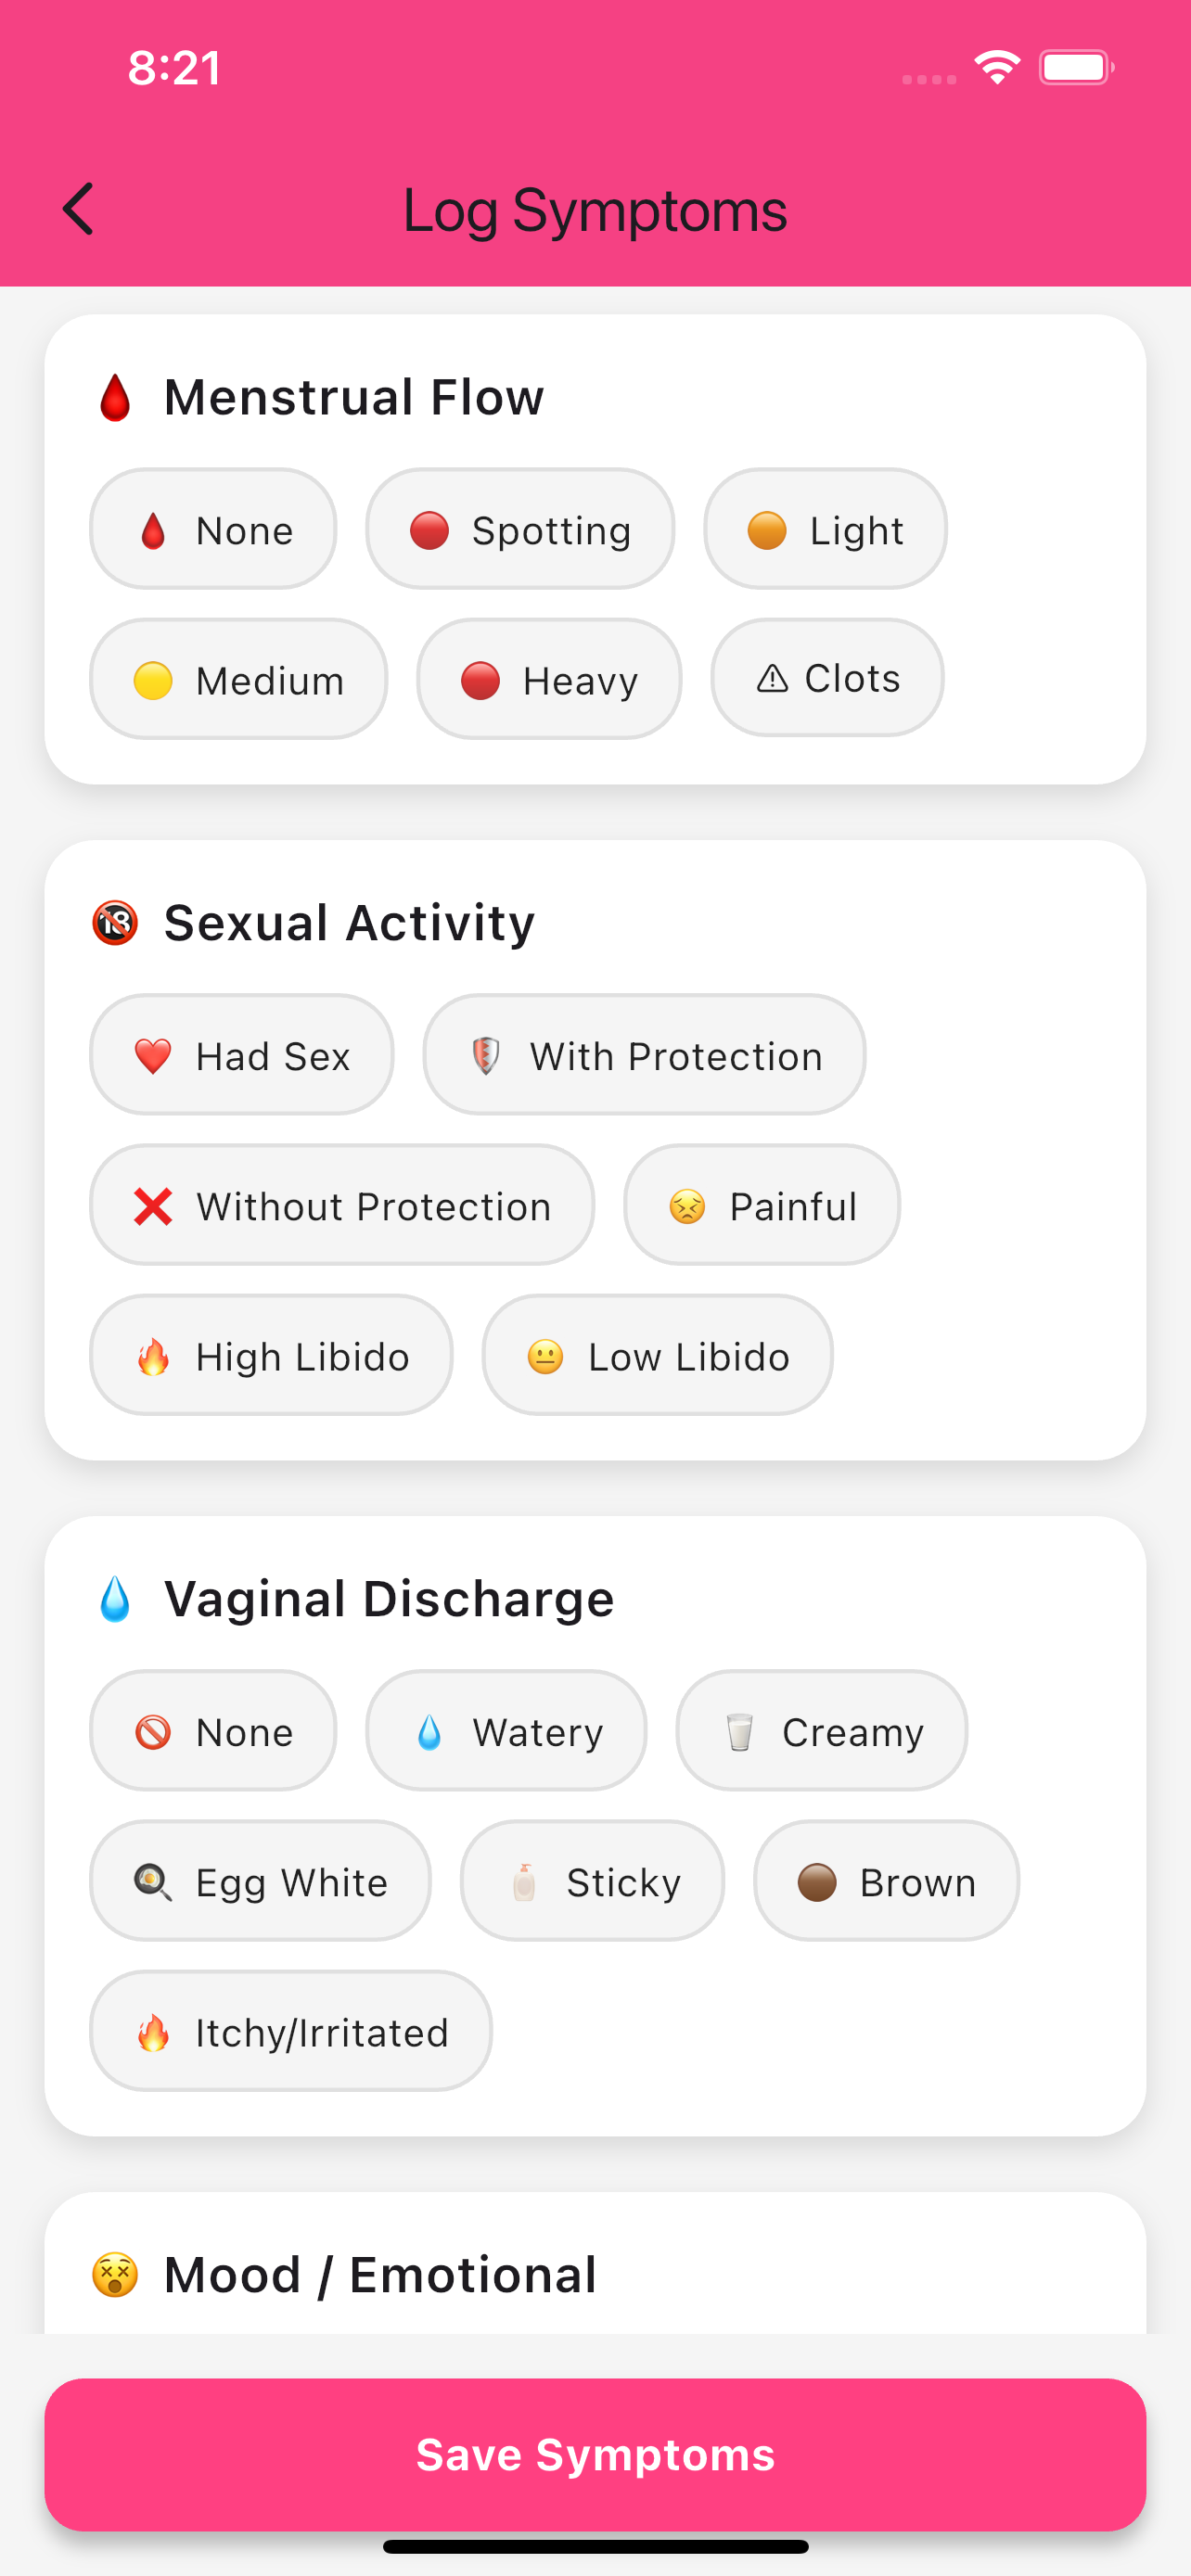 8:21
Log Symptoms
Menstrual Flow
None Spotting Light
Medium Heavy Clots
Sexual Activity
Had Sex With Protection
Without Protection Painful
High Libido Low Libido
Vaginal Discharge
None Watery Creamy
Egg White Sticky Brown
Itchy/Irritated
Mood / Emotional
Save Symptoms